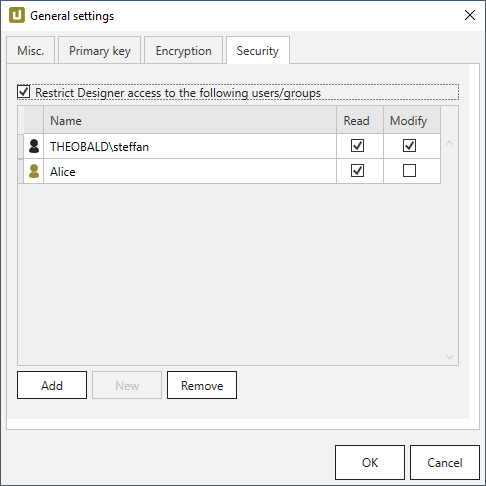 General settings
Misc. Primary key Encryption Security
Restrict Designer access to the following users/groups
Name Read Modify
THEOBALD\steffan
Alice
Add New Remove
OK Cancel